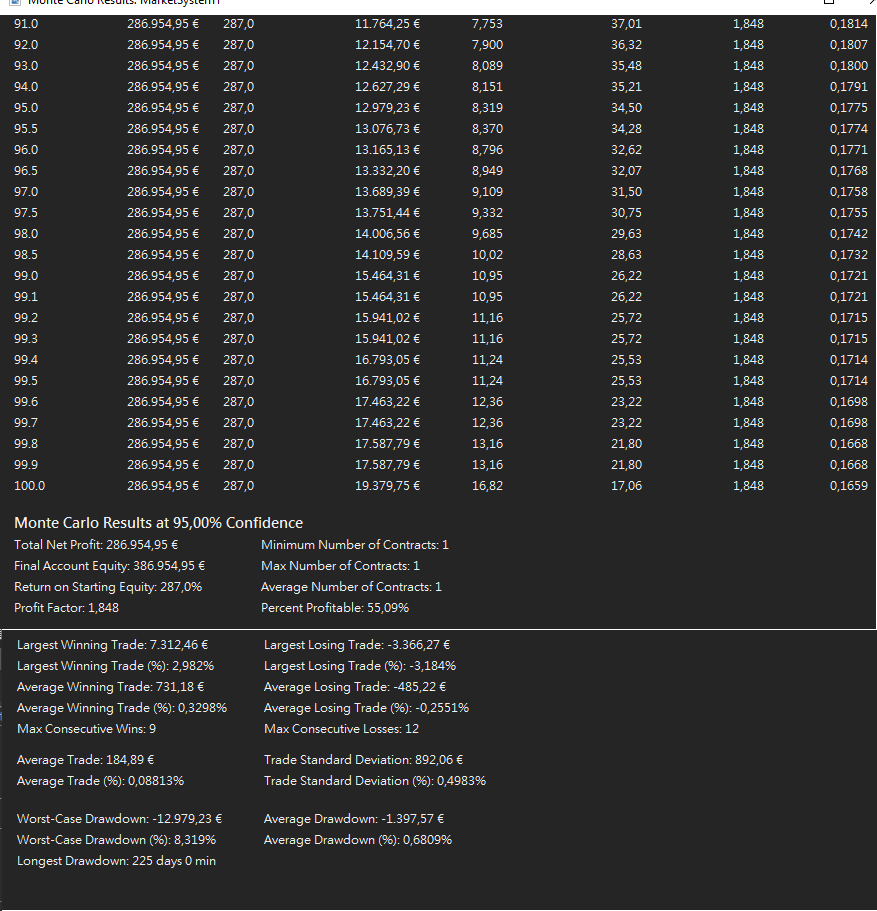 Monte Carlo Results: MarketSystem1
91.0 286.954,95 € 287,0 11.764,25 € 7,753 37,01 1,848 0,1814
92.0 286.954,95 € 287,0 12.154,70 € 7,900 36,32 1,848 0,1807
93.0 286.954,95 € 287,0 12.432,90 € 8,089 35,48 1,848 0,1800
94.0 286.954,95 € 287,0 12.627,29 € 8,151 35,21 1,848 0,1791
95.0 286.954,95 € 287,0 12.979,23 € 8,319 34,50 1,848 0,1775
95.5 286.954,95 € 287,0 13.076,73 € 8,370 34,28 1,848 0,1774
96.0 286.954,95 € 287,0 13.165,13 € 8,796 32,62 1,848 0,1771
96.5 286.954,95 € 287,0 13.332,20 € 8,949 32,07 1,848 0,1768
97.0 286.954,95 € 287,0 13.689,39 € 9,109 31,50 1,848 0,1758
97.5 286.954,95 € 287,0 13.751,44 € 9,332 30,75 1,848 0,1755
98.0 286.954,95 € 287,0 14.006,56 € 9,685 29,63 1,848 0,1742
98.5 286.954,95 € 287,0 14.109,59 € 10,02 28,63 1,848 0,1732
99.0 286.954,95 € 287,0 15.464,31 € 10,95 26,22 1,848 0,1721
99.1 286.954,95 € 287,0 15.464,31 € 10,95 26,22 1,848 0,1721
99.2 286.954,95 € 287,0 15.941,02 € 11,16 25,72 1,848 0,1715
99.3 286.954,95 € 287,0 15.941,02 € 11,16 25,72 1,848 0,1715
99.4 286.954,95 € 287,0 16.793,05 € 11,24 25,53 1,848 0,1714
99.5 286.954,95 € 287,0 16.793,05 € 11,24 25,53 1,848 0,1714
99.6 286.954,95 € 287,0 17.463,22 € 12,36 23,22 1,848 0,1698
99.7 286.954,95 € 287,0 17.463,22 € 12,36 23,22 1,848 0,1698
99.8 286.954,95 € 287,0 17.587,79 € 13,16 21,80 1,848 0,1668
99.9 286.954,95 € 287,0 17.587,79 € 13,16 21,80 1,848 0,1668
100.0 286.954,95 € 287,0 19.379,75 € 16,82 17,06 1,848 0,1659
Monte Carlo Results at 95,00% Confidence
Total Net Profit: 286.954,95 € Minimum Number of Contracts: 1
Final Account Equity: 386.954,95 € Max Number of Contracts: 1
Return on Starting Equity: 287,0% Average Number of Contracts: 1
Profit Factor: 1,848 Percent Profitable: 55,09%
Largest Winning Trade: 7.312,46 € Largest Losing Trade: -3.366,27 €
Largest Winning Trade (%): 2,982% Largest Losing Trade (%): -3,184%
Average Winning Trade: 731,18 € Average Losing Trade: -485,22 €
Average Winning Trade (%): 0,3298% Average Losing Trade (%): -0,2551%
Max Consecutive Wins: 9 Max Consecutive Losses: 12
Average Trade: 184,89 € Trade Standard Deviation: 892,06 €
Average Trade (%): 0,08813% Trade Standard Deviation (%): 0,4983%
Worst-Case Drawdown: -12.979,23 € Average Drawdown: -1.397,57 €
Worst-Case Drawdown (%): 8,319% Average Drawdown (%): 0,6809%
Longest Drawdown: 225 days 0 min